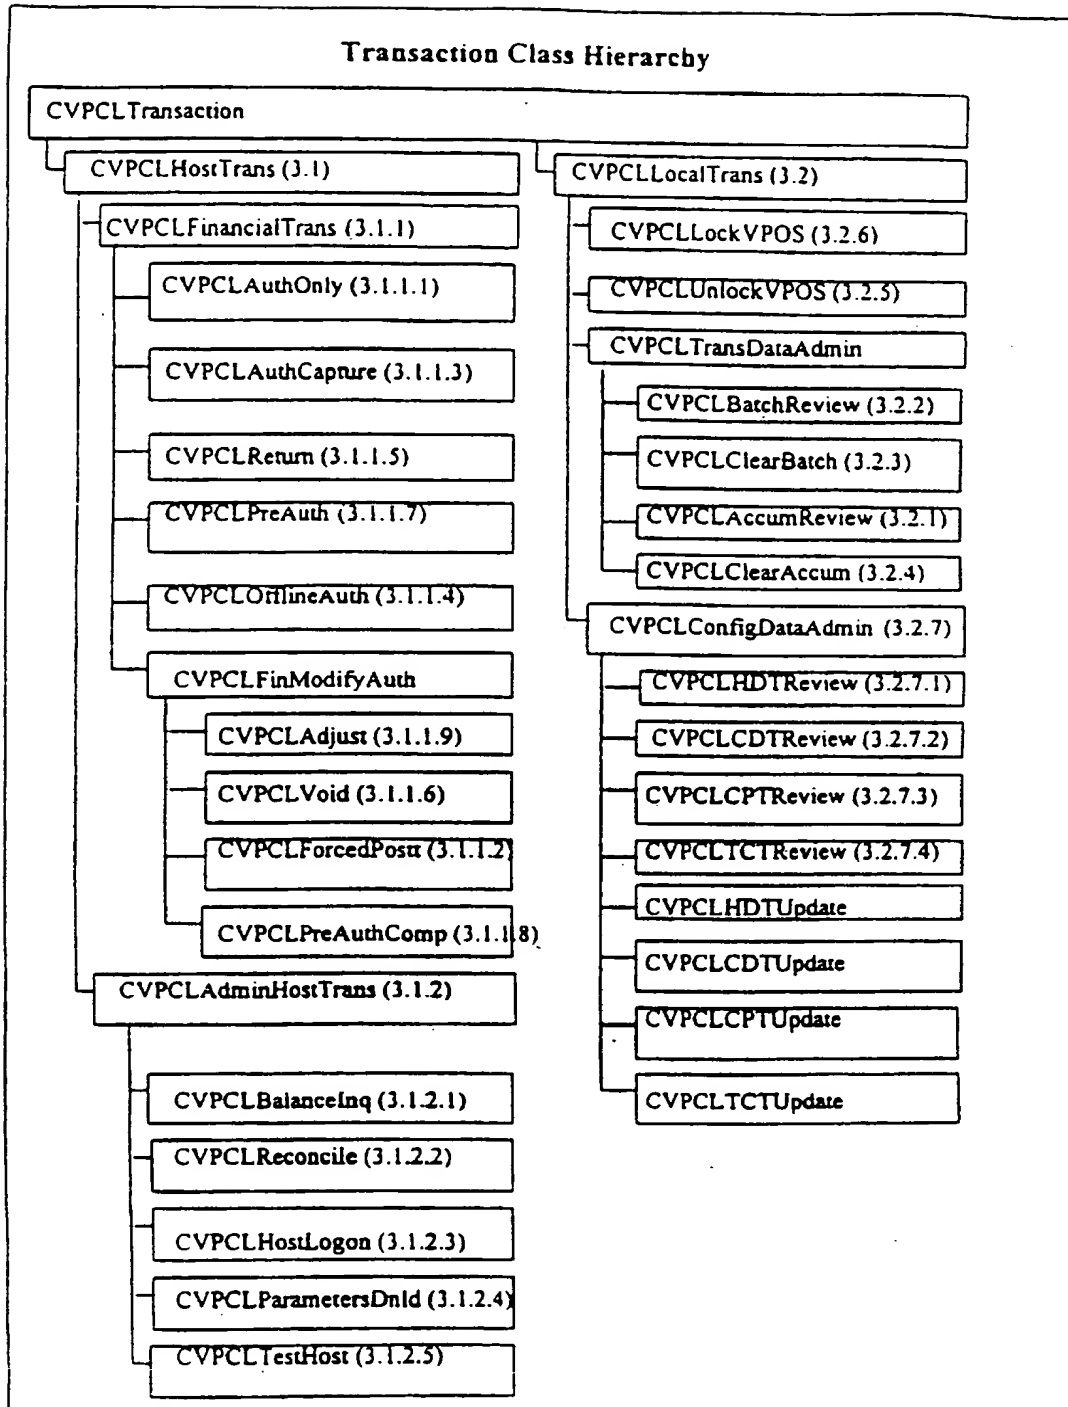 Transaction Class Hierarchy
CVPCLTransaction
CVPCLHostTrans (3.1)
CVPCLFinancialTrans (3.1.1)
CVPCLAuthOnly (3.1.1.1)
CVPCLAuthCapture (3.1.1.3)
CVPCLReturn (3.1.1.5)
CVPCLPreAuth (3.1.1.7)
CVPCLOfflineAuth (3.1.1.4)
CVPCLFinModifyAuth
CVPCLAdjust (3.1.1.9)
CVPCLVoid (3.1.1.6)
CVPCLForcedPostt (3.1.1.2)
CVPCLPreAuthComp (3.1.1.8)
CVPCLAdminHostTrans (3.1.2)
CVPCLBalanceInq (3.1.2.1)
CVPCLReconcile (3.1.2.2)
CVPCLHostLogon (3.1.2.3)
CVPCLParametersDnld (3.1.2.4)
CVPCLTestHost (3.1.2.5)
CVPCLLocalTrans (3.2)
CVPCLLockVPOS (3.2.6)
CVPCLUnlockVPOS (3.2.5)
CVPCLTransDataAdmin
CVPCLBatchReview (3.2.2)
CVPCLClearBatch (3.2.3)
CVPCLAccumReview (3.2.1)
CVPCLClearAccum (3.2.4)
CVPCLConfigDataAdmin (3.2.7)
CVPCLHDTReview (3.2.7.1)
CVPCLCDTReview (3.2.7.2)
CVPCLCPTReview (3.2.7.3)
CVPCLTCTReview (3.2.7.4)
CVPCLHDTUpdate
CVPCLCDTUpdate
CVPCLCPTUpdate
CVPCLTCTUpdate